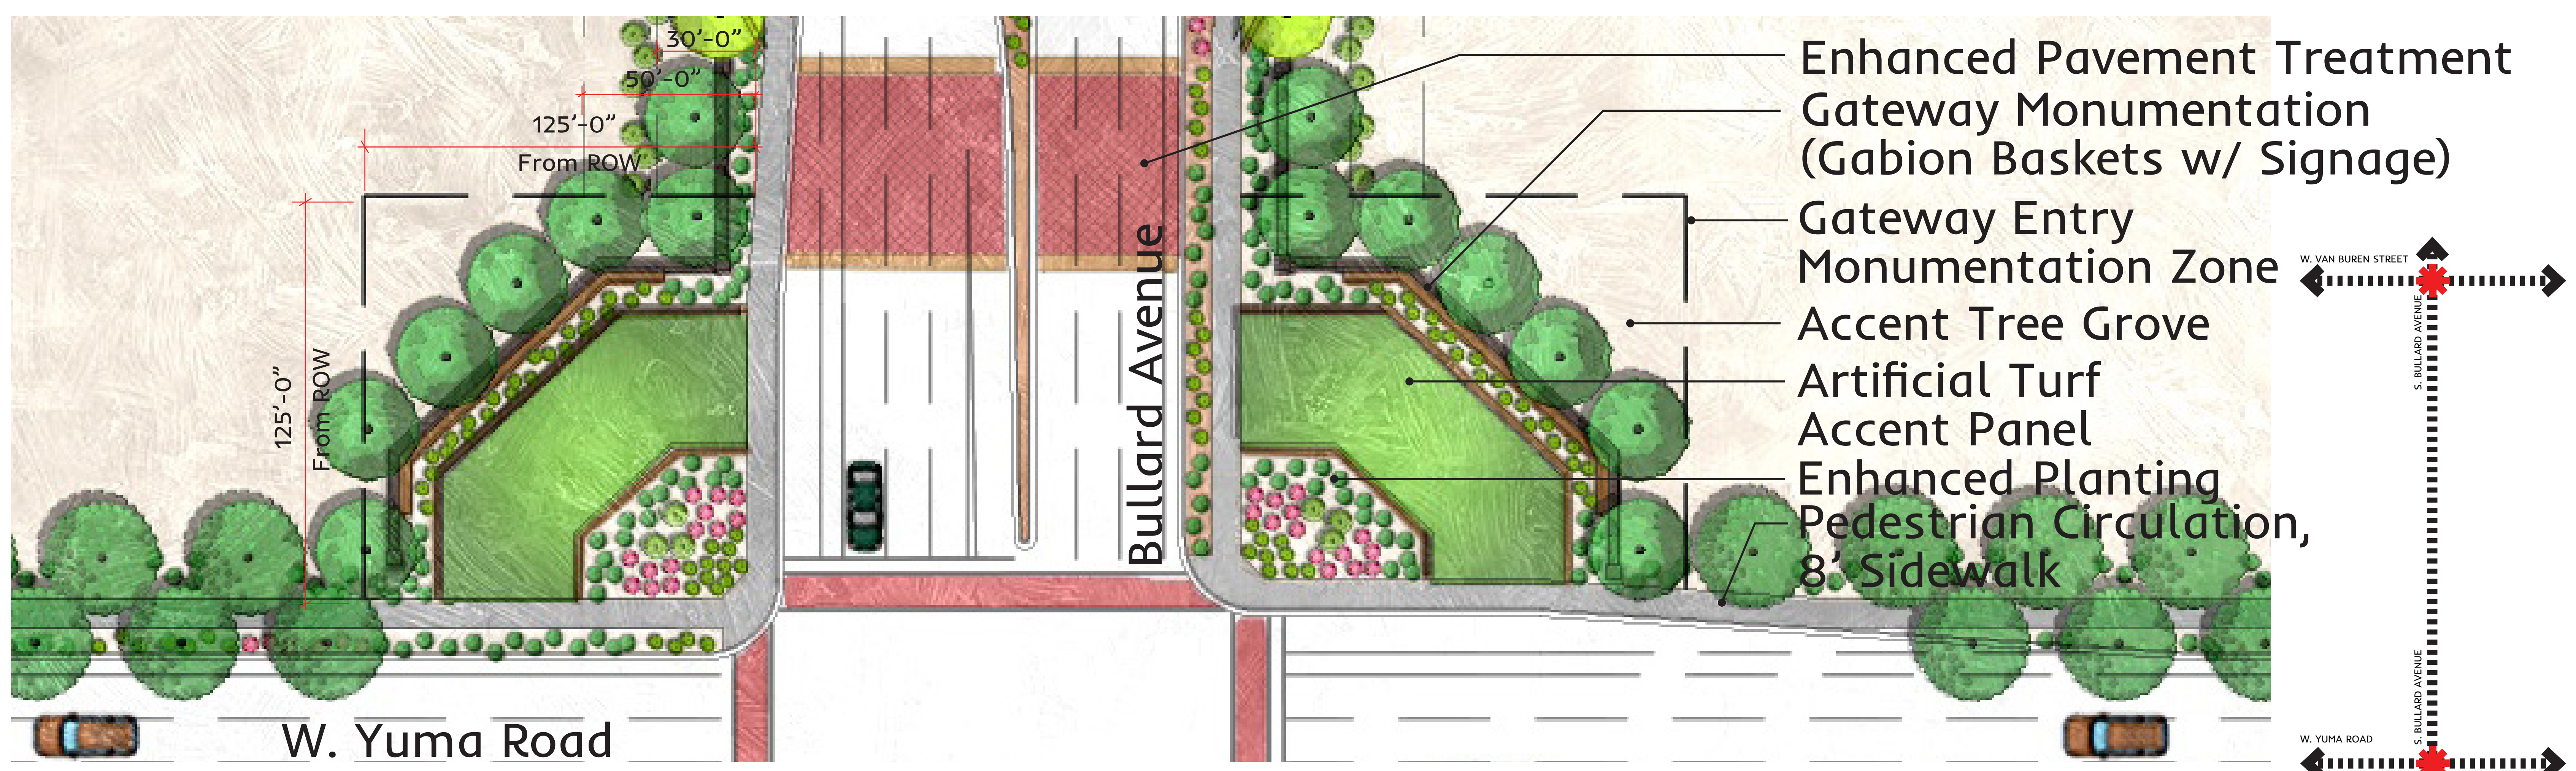 30'-0"
50'-0"
125'-0"
From ROW
125'-0"
From ROW
Bullard Avenue
W. Yuma Road
Enhanced Pavement Treatment
Gateway Monumentation
(Gabion Baskets w/ Signage)
Gateway Entry
Monumentation Zone
Accent Tree Grove
Artificial Turf
Accent Panel
Enhanced Planting
Pedestrian Circulation,
8' Sidewalk
W. VAN BUREN STREET
S. BULLARD AVENUE
S. BULLARD AVENUE
W. YUMA ROAD